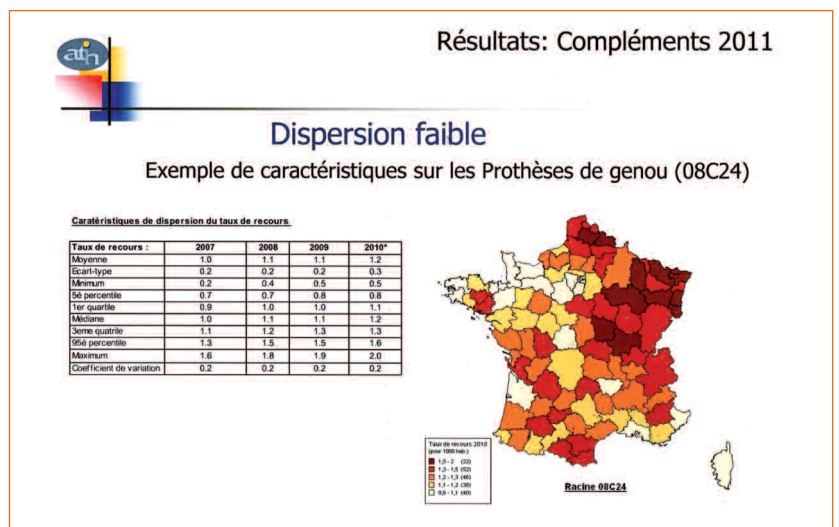 atih
Résultats: Compléments 2011
Dispersion faible
Exemple de caractéristiques sur les Prothèses de genou (08C24)
Caratéristiques de dispersion du taux de recours
Taux de recours : 2007 2008 2009 2010*
Moyenne 1.0 1.1 1.1 1.2
Ecart-type 0.2 0.2 0.2 0.3
Minimum 0.2 0.4 0.5 0.5
5é percentile 0.7 0.7 0.8 0.8
1er quartile 0.9 1.0 1.0 1.1
Médiane 1.0 1.1 1.1 1.2
3eme quatrile 1.1 1.2 1.3 1.3
95é percentile 1.3 1.5 1.5 1.6
Maximum 1.6 1.8 1.9 2.0
Coefficient de variation 0.2 0.2 0.2 0.2
Taux de recours 2010
(pour 1000 hab.)
1,5 - 2 (22)
1,3 - 1,5 (52)
1,2 - 1,3 (46)
1,1 - 1,2 (38)
(40)
Racine 08C24